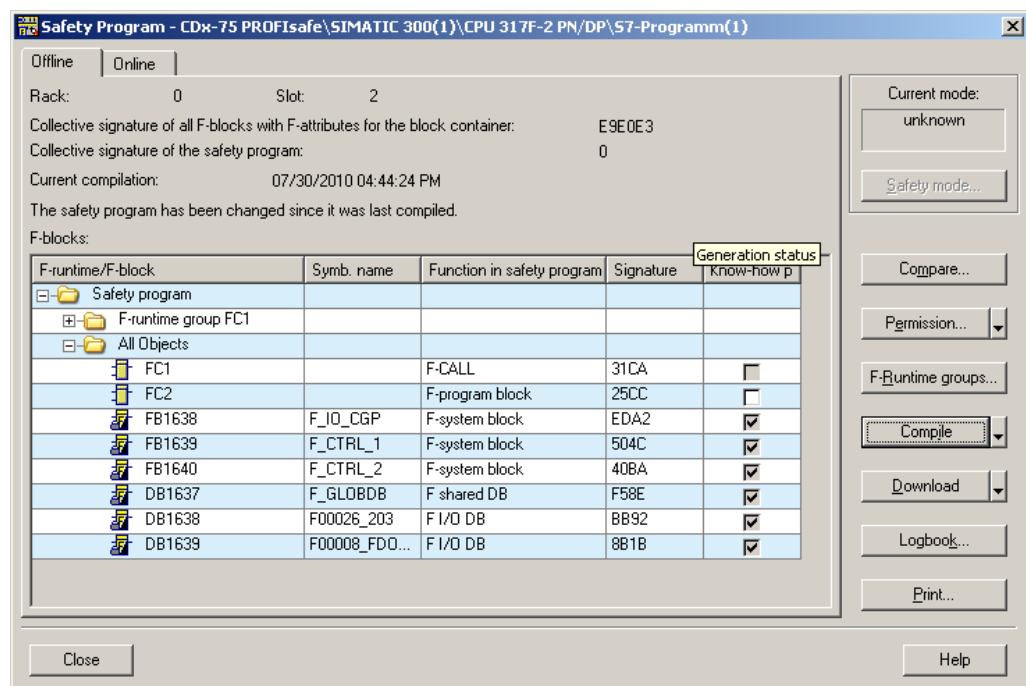 Safety Program - CDx-75 PROFIsafe\SIMATIC 300(1)\CPU 317F-2 PN/DP\S7-Programm(1)
Offline Online
Rack: 0 Slot: 2
Collective signature of all F-blocks with F-attributes for the block container: E9E0E3
Collective signature of the safety program: 0
Current compilation: 07/30/2010 04:44:24 PM
The safety program has been changed since it was last compiled.
F-blocks:
Generation status
F-runtime/F-block Symb. name Function in safety program Signature Know-how p
Safety program
F-runtime group FC1
All Objects
FC1 F-CALL 31CA
FC2 F-program block 25CC
FB1638 F_IO_CGP F-system block EDA2
FB1639 F_CTRL_1 F-system block 504C
FB1640 F_CTRL_2 F-system block 40BA
DB1637 F_GLOBDB F shared DB F58E
DB1638 F00026_203 F I/O DB BB92
DB1639 F00008_FDO... F I/O DB 8B1B
Current mode:
unknown
Safety mode...
Compare...
Permission...
F-Runtime groups...
Compile
Download
Logbook...
Print...
Close Help